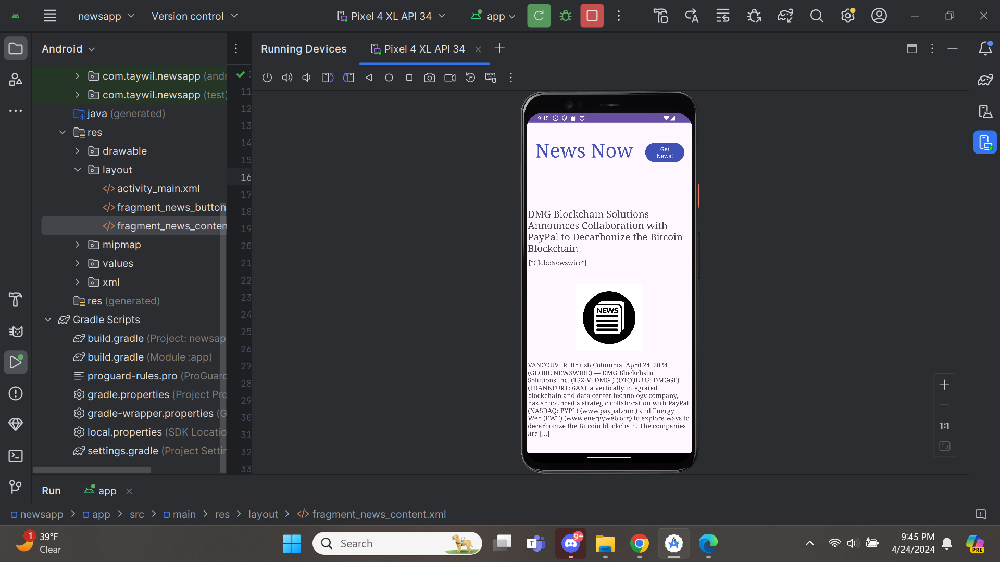 newsapp
Version control
Pixel 4 XL API 34
app
Android
Running Devices
Pixel 4 XL API 34
com.taywil.newsapp (andr
com.taywil.newsapp (test)
java (generated)
res
drawable
layout
activity_main.xml
fragment_news_button
fragment_news_conten
mipmap
values
xml
res (generated)
Gradle Scripts
build.gradle (Project: newsap
build.gradle (Module :app)
proguard-rules.pro (ProGuard
gradle.properties (Project Pro
gradle-wrapper.properties (G
local.properties (SDK Locatio
settings.gradle (Project Settin
11
12
13
14
15
16
17
18
19
20
21
22
23
24
25
26
27
28
29
30
31
32
33
9:45
News Now
Get
News!
DMG Blockchain Solutions
Announces Collaboration with
PayPal to Decarbonize the Bitcoin
Blockchain
["GlobeNewswire"]
NEWS
VANCOUVER, British Columbia, April 24, 2024
(GLOBE NEWSWIRE) — DMG Blockchain
Solutions Inc. (TSX-V: DMGI) (OTCQB US: DMGGF)
(FRANKFURT: 6AX), a vertically integrated
blockchain and data center technology company,
has announced a strategic collaboration with PayPal
(NASDAQ: PYPL) (www.paypal.com) and Energy
Web (EWT) (www.energyweb.org) to explore ways to
decarbonize the Bitcoin blockchain. The companies
are [...]
1:1
Run
app
newsapp > app > src > main > res > layout > fragment_news_content.xml
1
39°F
Clear
Search
T
9+
9:45 PM
4/24/2024
PRE